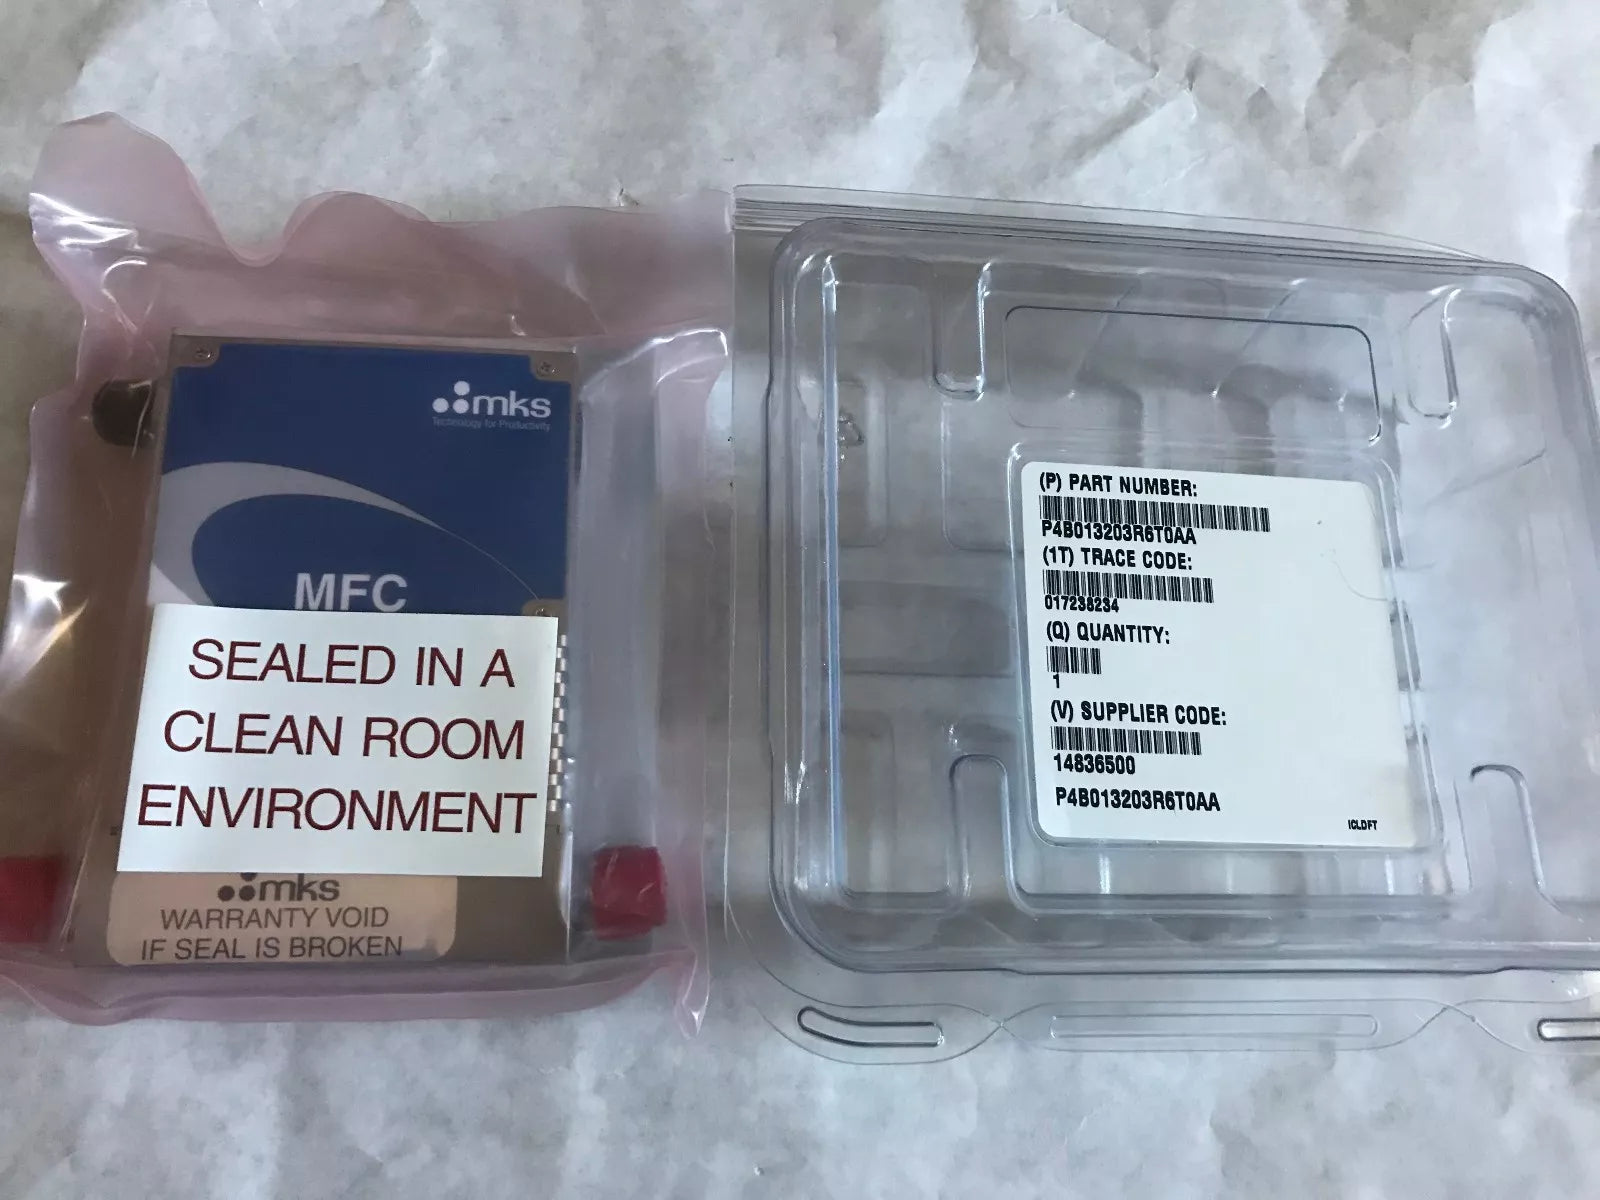 mks
Technology for Productivity
MFC
SEALED IN A
CLEAN ROOM
ENVIRONMENT
mks
WARRANTY VOID
IF SEAL IS BROKEN
(P) PART NUMBER:
P4B013203R6T0AA
(1T) TRACE CODE:
017238234
(Q) QUANTITY:
1
(V) SUPPLIER CODE:
14836500
P4B013203R6T0AA
ICLDFT